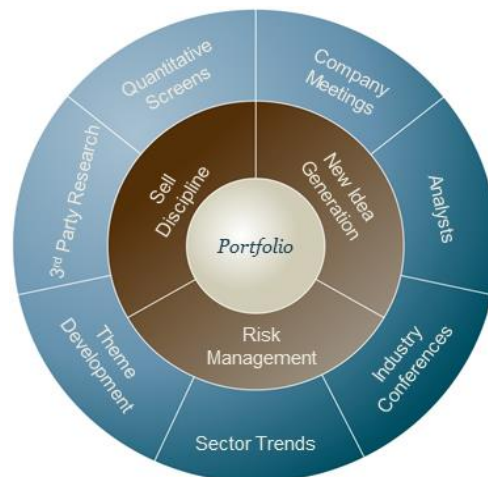 Quantitative
Screens
Company
Meetings
Analysts
Industry
Conferences
Sector Trends
Theme
Development
3rd Party Research
Sell
Discipline
New Idea
Generation
Risk
Management
Portfolio